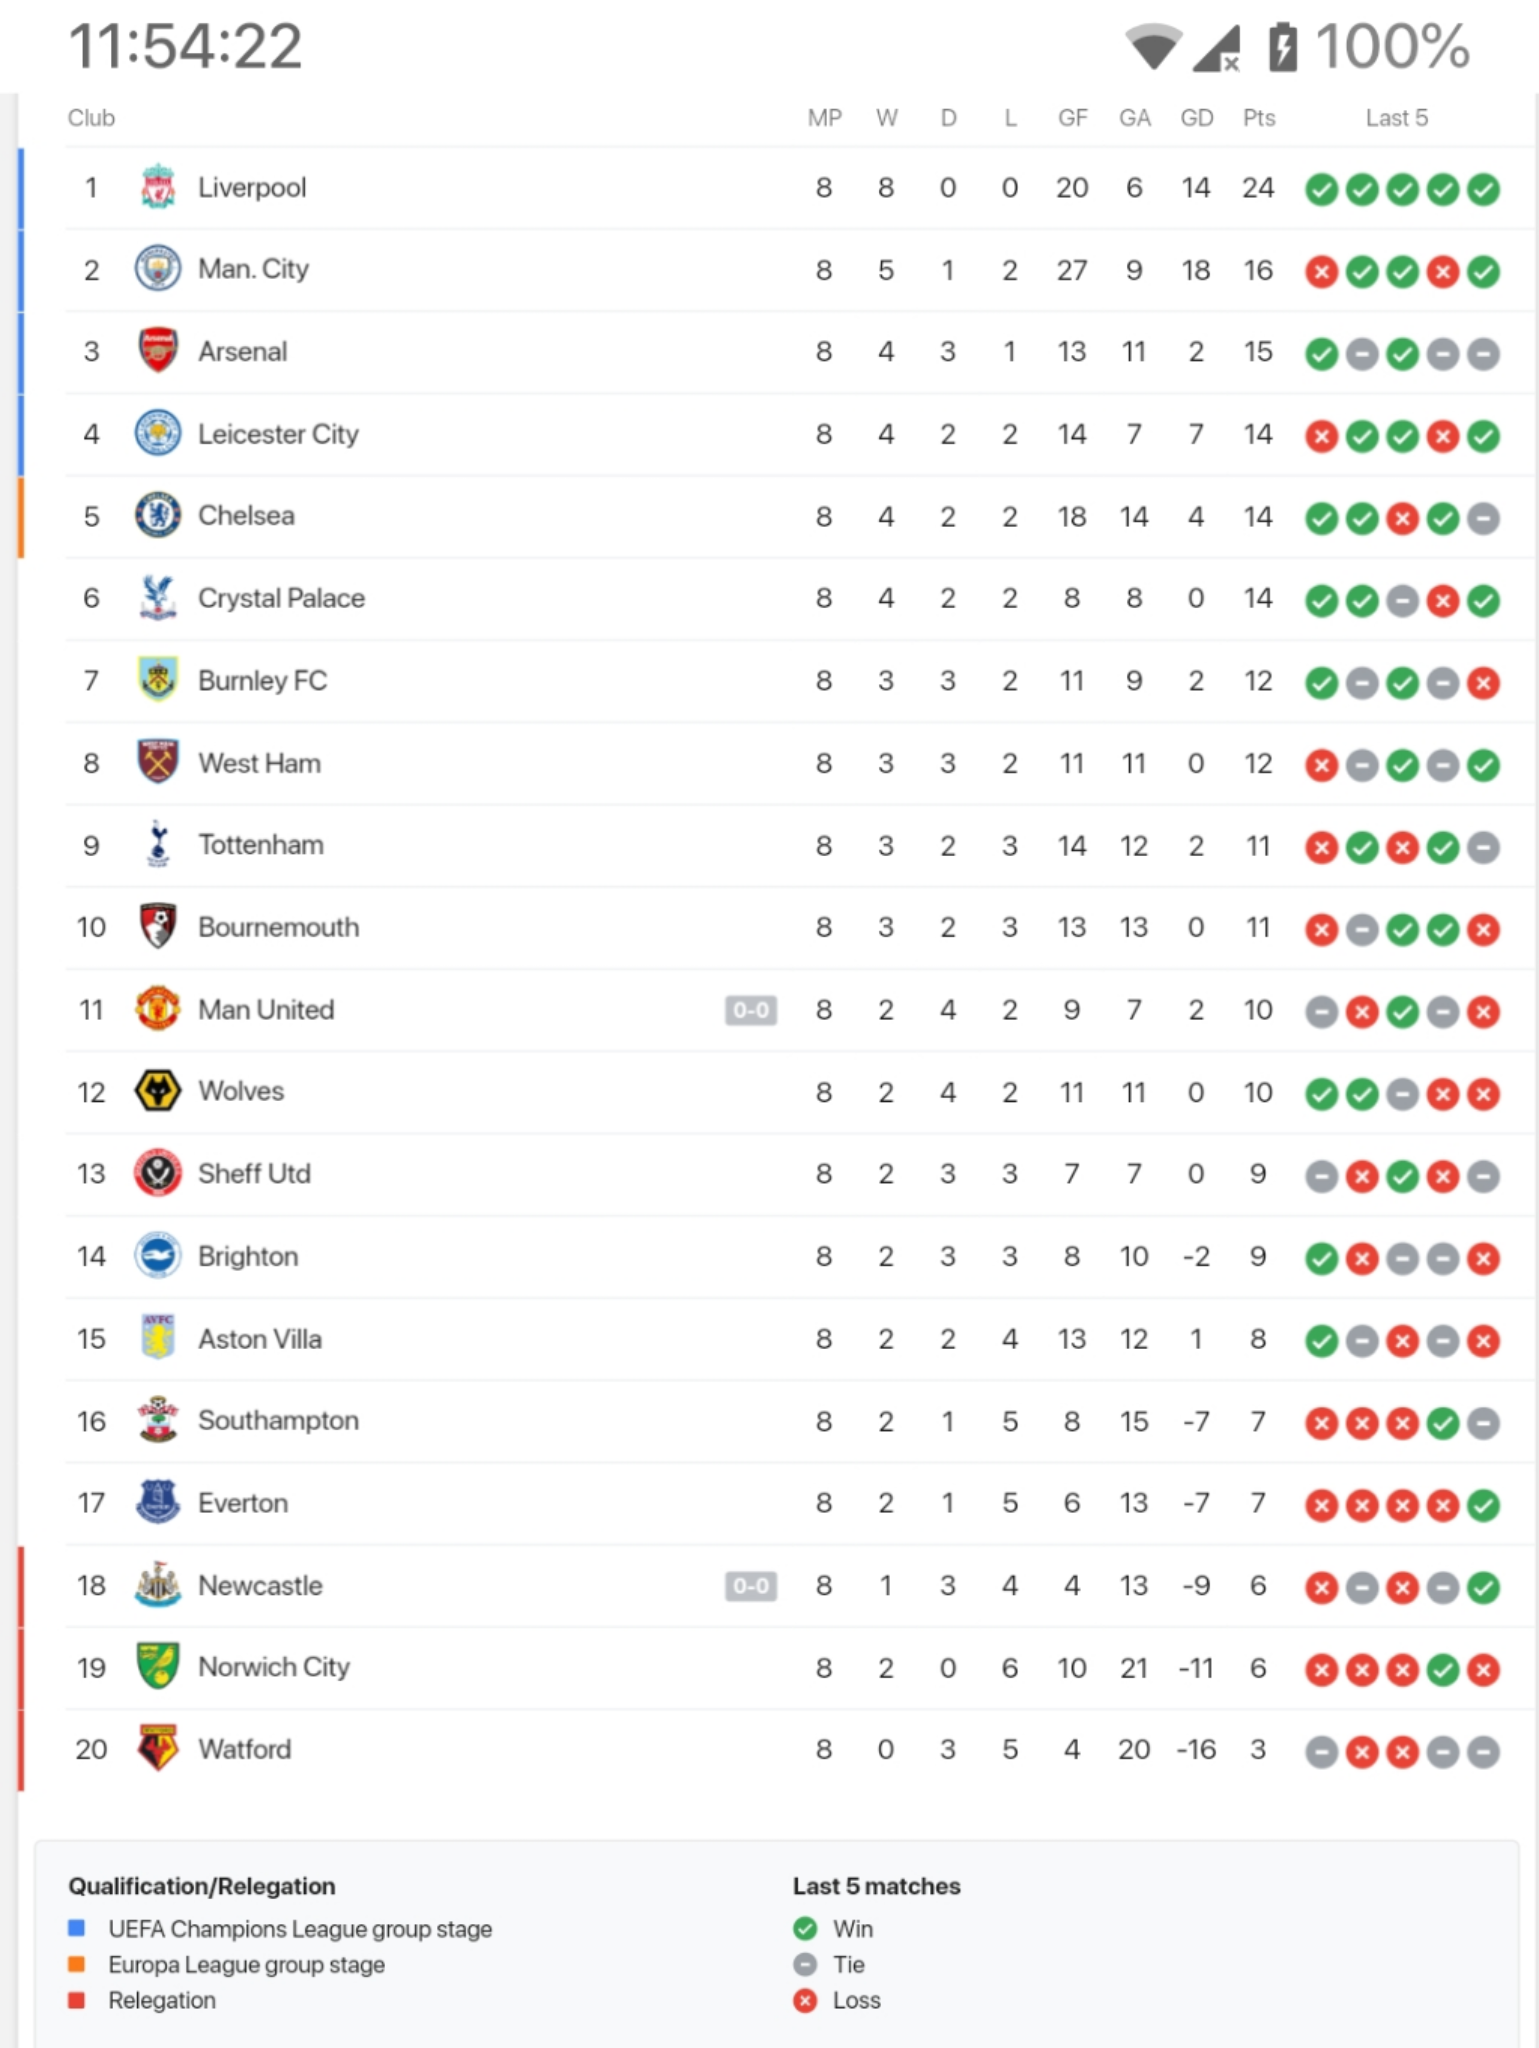 11:54:22 100%
Club MP W D L GF GA GD Pts Last 5
1 Liverpool 8 8 0 0 20 6 14 24
2 Man. City 8 5 1 2 27 9 18 16
3 Arsenal 8 4 3 1 13 11 2 15
4 Leicester City 8 4 2 2 14 7 7 14
5 Chelsea 8 4 2 2 18 14 4 14
6 Crystal Palace 8 4 2 2 8 8 0 14
7 Burnley FC 8 3 3 2 11 9 2 12
8 West Ham 8 3 3 2 11 11 0 12
9 Tottenham 8 3 2 3 14 12 2 11
10 Bournemouth 8 3 2 3 13 13 0 11
11 Man United 0-0 8 2 4 2 9 7 2 10
12 Wolves 8 2 4 2 11 11 0 10
13 Sheff Utd 8 2 3 3 7 7 0 9
14 Brighton 8 2 3 3 8 10 -2 9
15 Aston Villa 8 2 2 4 13 12 1 8
16 Southampton 8 2 1 5 8 15 -7 7
17 Everton 8 2 1 5 6 13 -7 7
18 Newcastle 0-0 8 1 3 4 4 13 -9 6
19 Norwich City 8 2 0 6 10 21 -11 6
20 Watford 8 0 3 5 4 20 -16 3
Qualification/Relegation
UEFA Champions League group stage
Europa League group stage
Relegation
Last 5 matches
Win
Tie
Loss